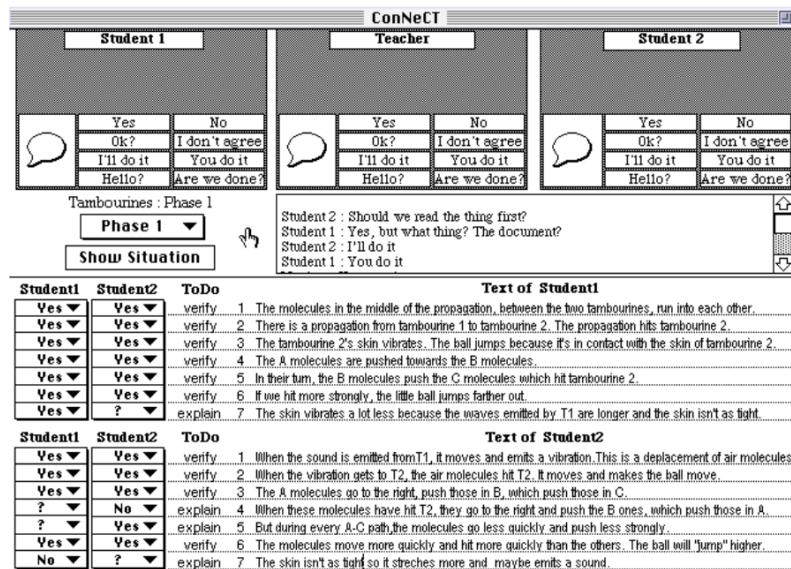 ConNeCT
Student 1 Teacher Student 2
Yes No Yes No Yes No
Ok? I don't agree Ok? I don't agree Ok? I don't agree
I'll do it You do it I'll do it You do it I'll do it You do it
Hello? Are we done? Hello? Are we done? Hello? Are we done?
Tambourines : Phase 1
Phase 1
Show Situation
Student 2 : Should we read the thing first?
Student 1 : Yes, but what thing? The document?
Student 2 : I'll do it
Student 1 : You do it
Student1 Student2 ToDo Text of Student1
Yes Yes verify 1 The molecules in the middle of the propagation, between the two tambourines, run into each other.
Yes Yes verify 2 There is a propagation from tambourine 1 to tambourine 2. The propagation hits tambourine 2.
Yes Yes verify 3 The tambourine 2's skin vibrates. The ball jumps because it's in contact with the skin of tambourine 2.
Yes Yes verify 4 The A molecules are pushed towards the B molecules.
Yes Yes verify 5 In their turn, the B molecules push the C molecules which hit tambourine 2.
Yes Yes verify 6 If we hit more strongly, the little ball jumps farther out.
Yes ? explain 7 The skin vibrates a lot less because the waves emitted by T1 are longer and the skin isn't as tight.
Student1 Student2 ToDo Text of Student2
Yes Yes verify 1 When the sound is emitted fromT1, it moves and emits a vibration.This is a deplacement of air molecules
Yes Yes verify 2 When the vibration gets to T2, the air molecules hit T2. It moves and makes the ball move.
Yes Yes verify 3 The A molecules go to the right, push those in B, which push those in C.
? No explain 4 When these molecules have hit T2, they go to the right and push the B ones, which push those in A.
? Yes explain 5 But during every A-C path,the molecules go less quickly and push less strongly.
Yes Yes verify 6 The molecules move more quickly and hit more quickly than the others. The ball will "jump" higher.
No ? explain 7 The skin isn't as tight so it streches more and maybe emits a sound.